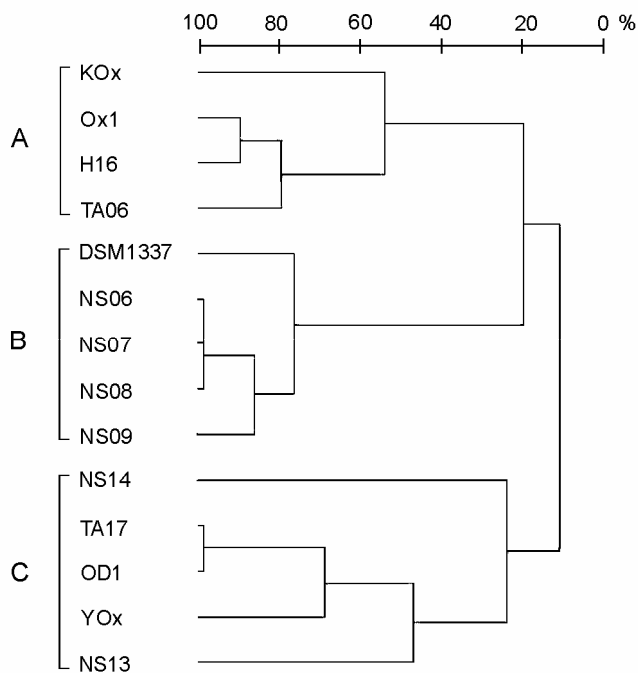 100 80 60 40 20 0 %
KOx
Ox1
A
H16
TA06
DSM1337
NS06
B
NS07
NS08
NS09
NS14
TA17
C
OD1
YOx
NS13